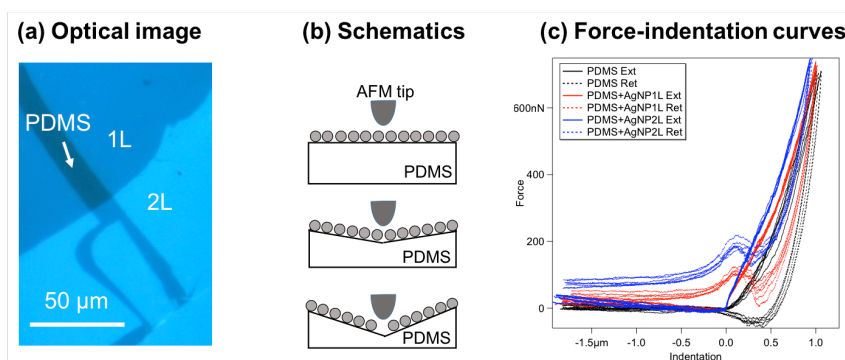 (a) Optical image
(b) Schematics
(c) Force-indentation curves
PDMS
1L
2L
50 µm
AFM tip
PDMS
PDMS
PDMS
PDMS Ext
PDMS Ret
PDMS+AgNP1L Ext
PDMS+AgNP1L Ret
PDMS+AgNP2L Ext
PDMS+AgNP2L Ret
600nN
400
200
0
Force
-1.5µm
-1.0
-0.5
0.0
0.5
1.0
Indentation